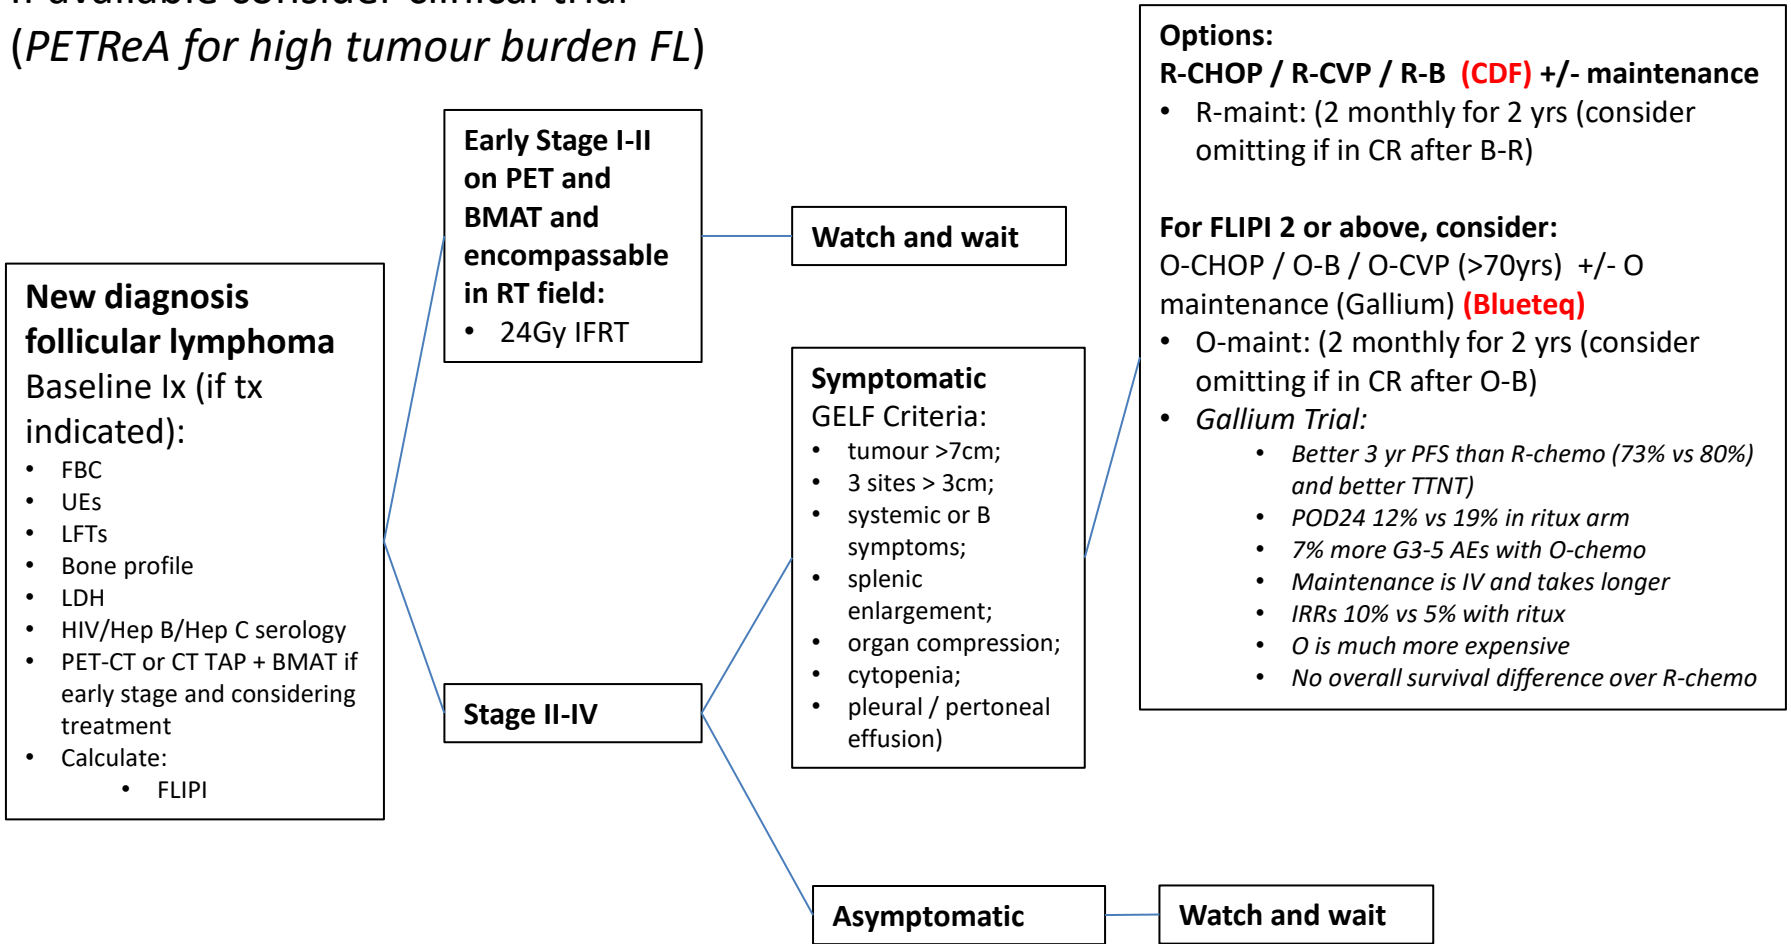 If available consider clinical trial
(PETReA for high tumour burden FL)
New diagnosis
follicular lymphoma
Baseline Ix (if tx
indicated):
• FBC
• UEs
• LFTs
• Bone profile
• LDH
• HIV/Hep B/Hep C serology
• PET-CT or CT TAP + BMAT if
early stage and considering
treatment
• Calculate:
• FLIPI
Early Stage I-II
on PET and
BMAT and
encompassable
in RT field:
• 24Gy IFRT
Watch and wait
Stage II-IV
Symptomatic
GELF Criteria:
• tumour >7cm;
• 3 sites > 3cm;
• systemic or B
symptoms;
• splenic
enlargement;
• organ compression;
• cytopenia;
• pleural / pertoneal
effusion)
Asymptomatic
Watch and wait
Options:
R-CHOP / R-CVP / R-B (CDF) +/- maintenance
• R-maint: (2 monthly for 2 yrs (consider
omitting if in CR after B-R)
For FLIPI 2 or above, consider:
O-CHOP / O-B / O-CVP (>70yrs) +/- O
maintenance (Gallium) (Blueteq)
• O-maint: (2 monthly for 2 yrs (consider
omitting if in CR after O-B)
• Gallium Trial:
• Better 3 yr PFS than R-chemo (73% vs 80%)
and better TTNT)
• POD24 12% vs 19% in ritux arm
• 7% more G3-5 AEs with O-chemo
• Maintenance is IV and takes longer
• IRRs 10% vs 5% with ritux
• O is much more expensive
• No overall survival difference over R-chemo